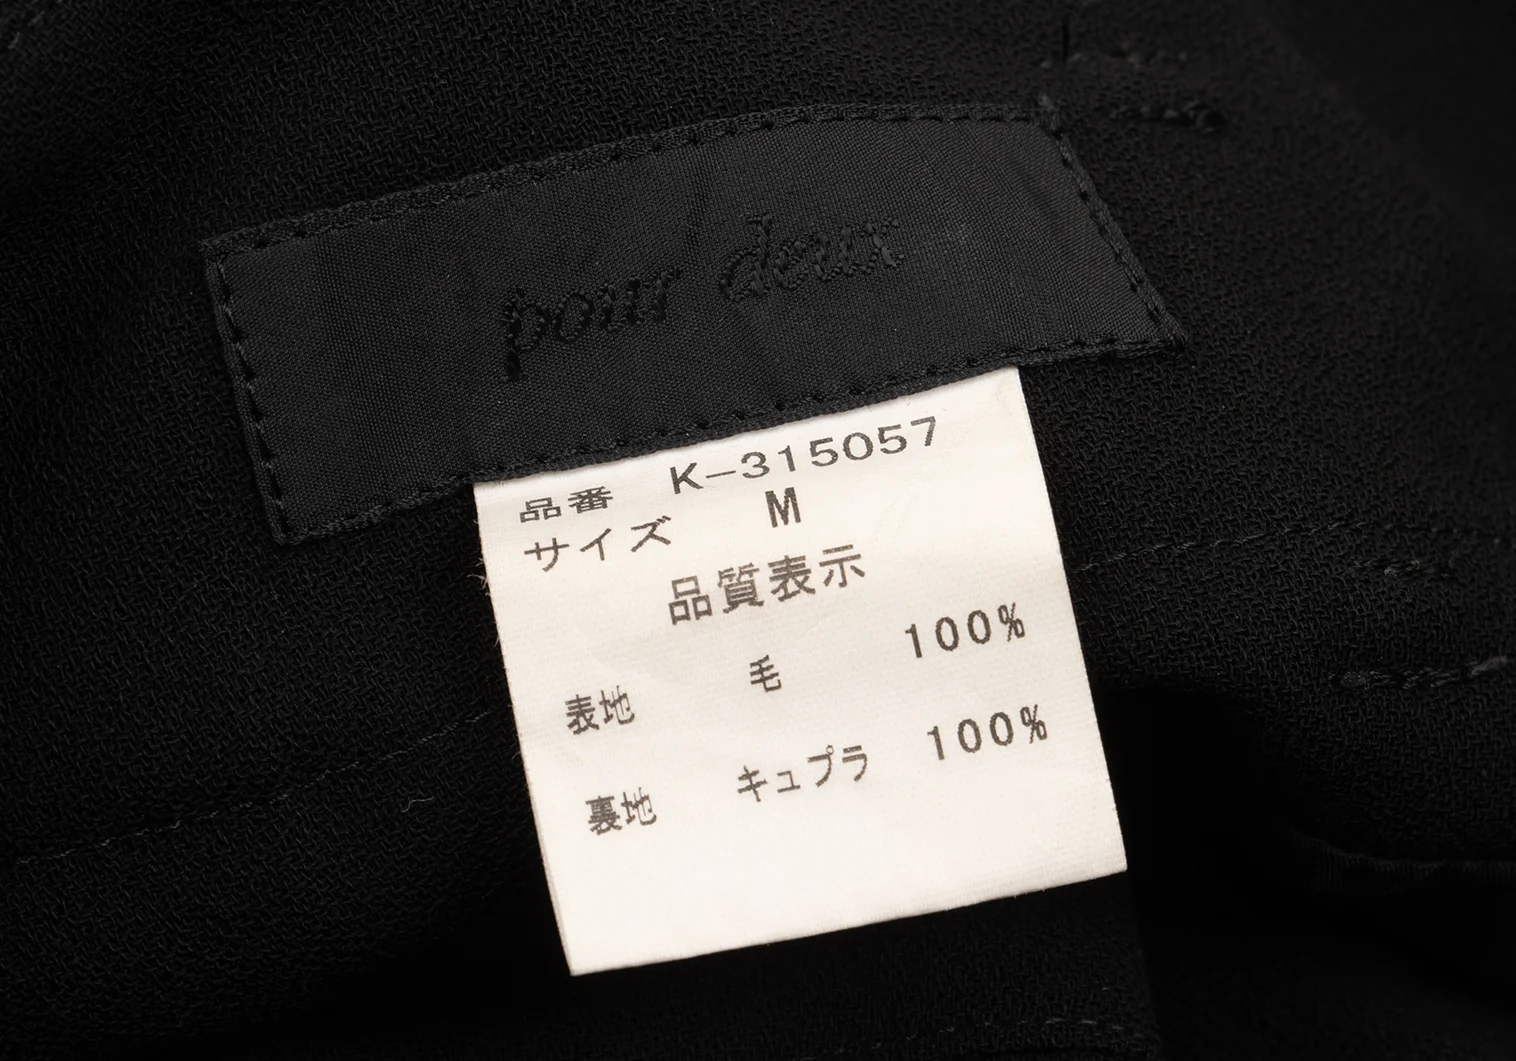 pour deux
品番 K-315057
サイズ M
品質表示
表地 毛 100%
裏地 キュプラ 100%